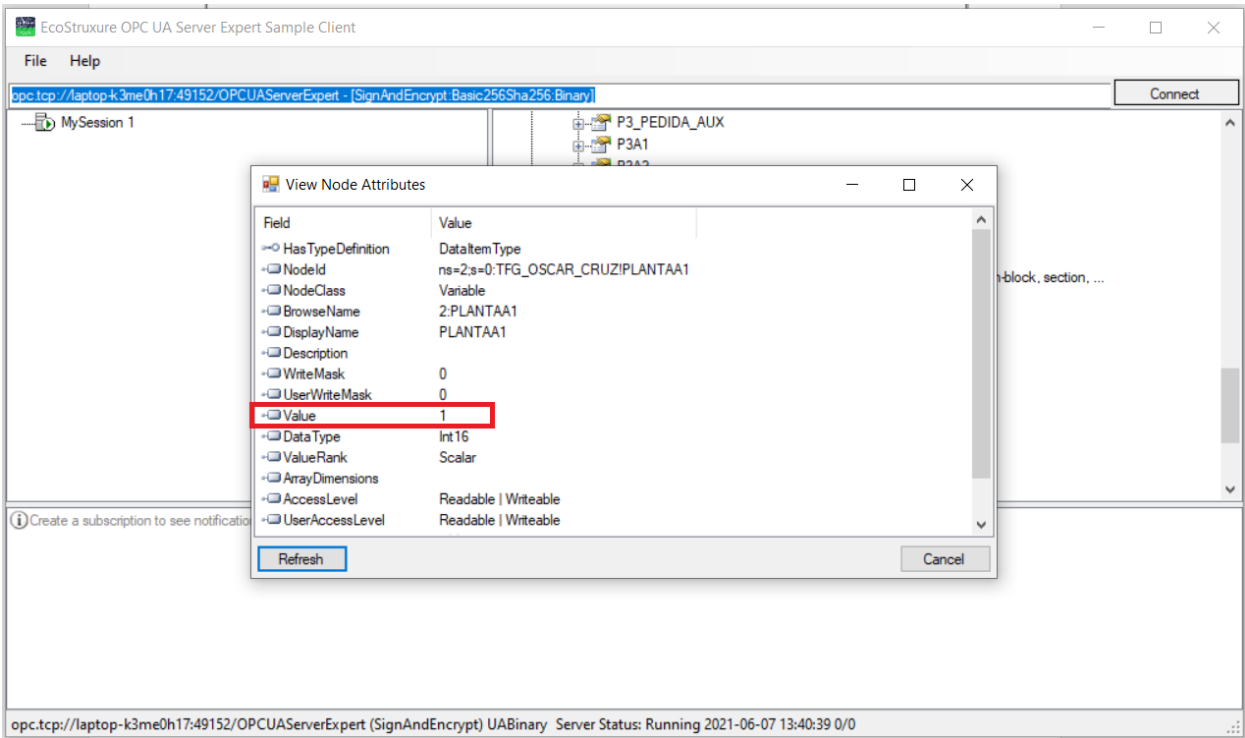 EcoStruxure OPC UA Server Expert Sample Client
File Help
opc.tcp://laptop-k3me0h17:49152/OPCUAServerExpert - [SignAndEncrypt:Basic256Sha256:Binary]
Connect
MySession 1
P3_PEDIDA_AUX
P3A1
View Node Attributes
Field Value
HasTypeDefinition DataItemType
NodeId ns=2;s=0:TFG_OSCAR_CRUZ!PLANTAA1
NodeClass Variable
BrowseName 2:PLANTAA1
DisplayName PLANTAA1
Description
WriteMask 0
UserWriteMask 0
Value 1
DataType Int16
ValueRank Scalar
ArrayDimensions
AccessLevel Readable | Writeable
UserAccessLevel Readable | Writeable
-block, section, ...
Create a subscription to see notificatio
Refresh Cancel
opc.tcp://laptop-k3me0h17:49152/OPCUAServerExpert (SignAndEncrypt) UABinary Server Status: Running 2021-06-07 13:40:39 0/0